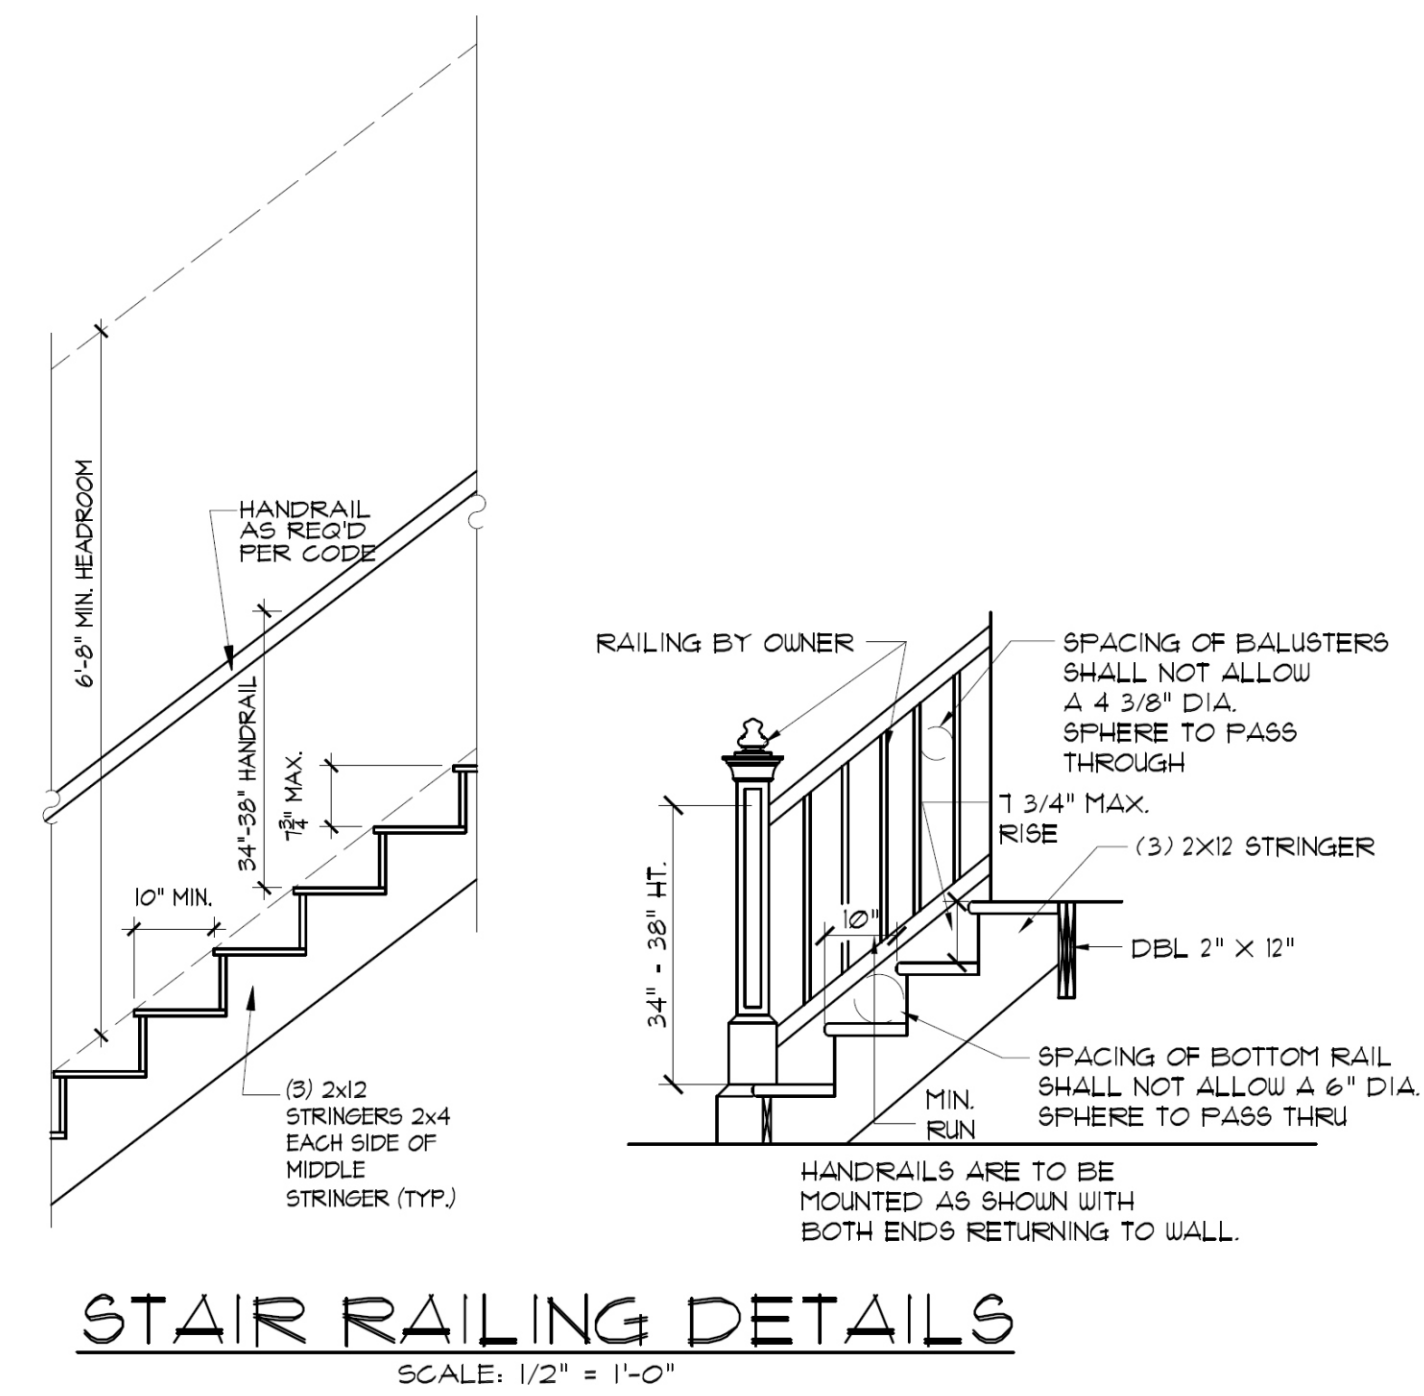 6'-8" MIN. HEADROOM
HANDRAIL
AS REQ'D
PER CODE
34"-38" HANDRAIL
7 3/4" MAX.
10" MIN.
(3) 2x12
STRINGERS 2x4
EACH SIDE OF
MIDDLE
STRINGER (TYP.)
RAILING BY OWNER
SPACING OF BALUSTERS
SHALL NOT ALLOW
A 4 3/8" DIA.
SPHERE TO PASS
THROUGH
7 3/4" MAX.
RISE
(3) 2X12 STRINGER
34" - 38" HT.
10"
DBL 2" X 12"
SPACING OF BOTTOM RAIL
SHALL NOT ALLOW A 6" DIA.
SPHERE TO PASS THRU
MIN.
RUN
HANDRAILS ARE TO BE
MOUNTED AS SHOWN WITH
BOTH ENDS RETURNING TO WALL.
STAIR RAILING DETAILS
SCALE: 1/2" = 1'-0"